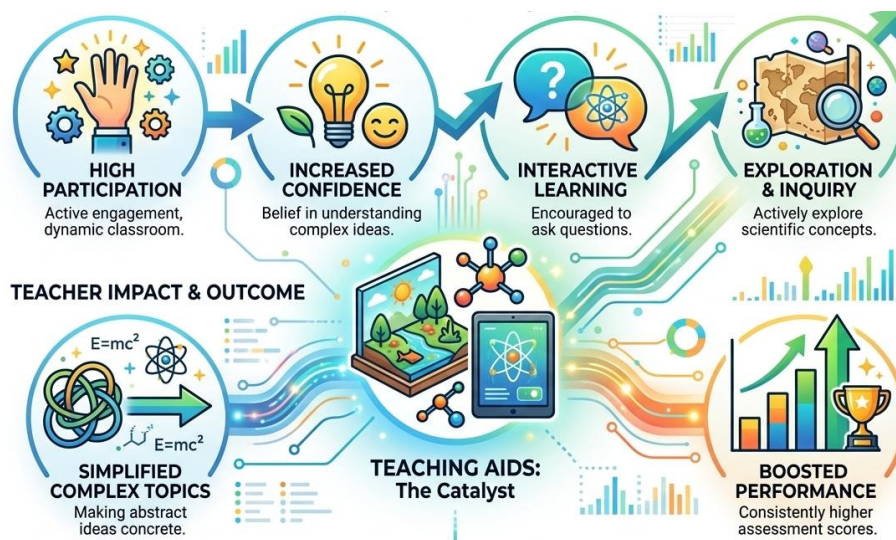 HIGH
PARTICIPATION
Active engagement,
dynamic classroom.
INCREASED
CONFIDENCE
Belief in understanding
complex ideas.
?
INTERACTIVE
LEARNING
Encouraged to
ask questions.
EXPLORATION
& INQUIRY
Actively explore
scientific concepts.
TEACHER IMPACT & OUTCOME
E=mc²
E=mc²
SIMPLIFIED
COMPLEX TOPICS
Making abstract
ideas concrete.
TEACHING AIDS:
The Catalyst
BOOSTED
PERFORMANCE
Consistently higher
assessment scores.